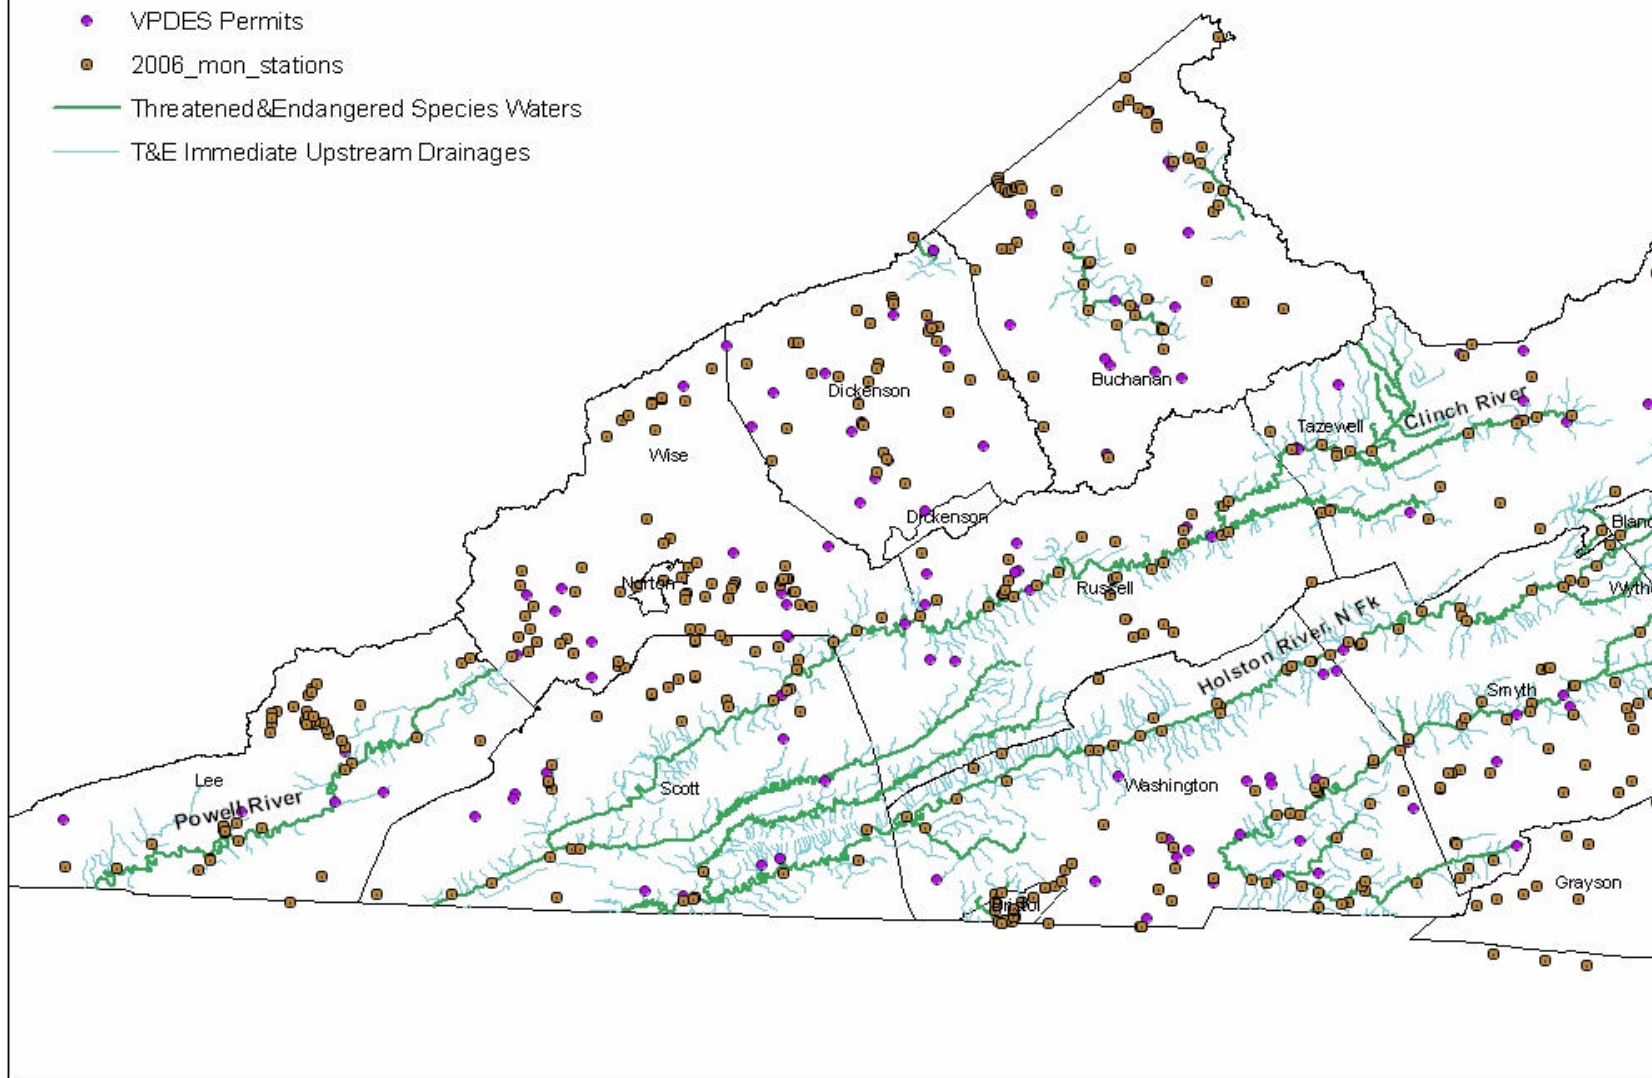 VPDES Permits
2006_mon_stations
Threatened&Endangered Species Waters
T&E Immediate Upstream Drainages
Buchanan
Dickenson
Clinch River
Tazewell
Wise
Dickenson
Norton
Russell
Holston River, N Fk
Smyth
Lee
Powell River
Scott
Washington
Grayson
Bristol